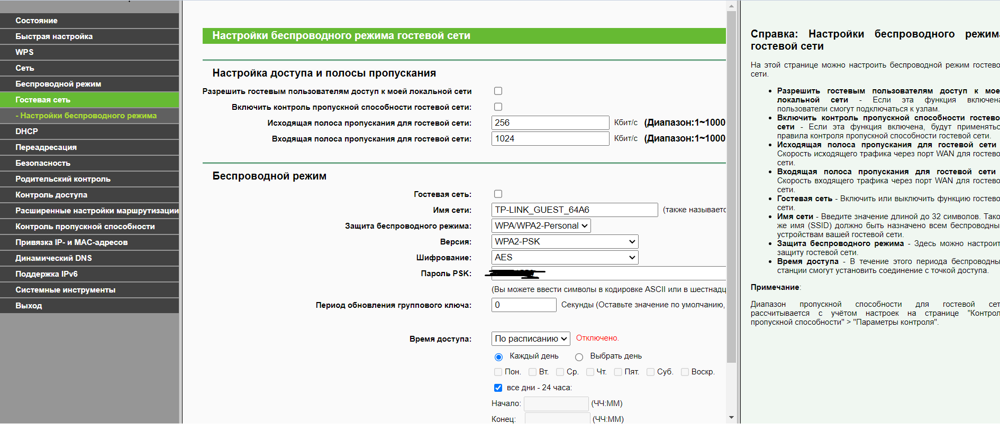 Состояние
Быстрая настройка
WPS
Сеть
Беспроводной режим
Гостевая сеть
- Настройки беспроводного режима
DHCP
Переадресация
Безопасность
Родительский контроль
Контроль доступа
Расширенные настройки маршрутизации
Контроль пропускной способности
Привязка IP- и MAC-адресов
Динамический DNS
Поддержка IPv6
Системные инструменты
Выход
Настройки беспроводного режима гостевой сети
Настройка доступа и полосы пропускания
Разрешить гостевым пользователям доступ к моей локальной сети
Включить контроль пропускной способности гостевой сети:
Исходящая полоса пропускания для гостевой сети: 256 Кбит/с (Диапазон:1~1000
Входящая полоса пропускания для гостевой сети: 1024 Кбит/с (Диапазон:1~1000
Беспроводной режим
Гостевая сеть:
Имя сети: TP-LINK_GUEST_64A6 (также называетс
Защита беспроводного режима: WPA/WPA2-Personal
Версия: WPA2-PSK
Шифрование: AES
Пароль PSK:
(Вы можете ввести символы в кодировке ASCII или в шестнадц
Период обновления группового ключа: 0 Секунды (Оставьте значение по умолчанию,
Время доступа: По расписанию Отключено.
Каждый день Выбрать день
Пон. Вт. Ср. Чт. Пят. Суб. Воскр.
все дни - 24 часа:
Начало: (ЧЧ:ММ)
Конец: (ЧЧ:ММ)
Справка: Настройки беспроводного режима
гостевой сети
На этой странице можно настроить беспроводной режим гостево
сети.
Разрешить гостевым пользователям доступ к мое
локальной сети - Если эта функция включена
пользователи смогут подключаться к узлам.
Включить контроль пропускной способности гостево
сети - Если эта функция включена, будут применятьс
правила контроля пропускной способности гостевой сети.
Исходящая полоса пропускания для гостевой сети
Скорость исходящего трафика через порт WAN для гостево
сети.
Входящая полоса пропускания для гостевой сети
Скорость входящего трафика через порт WAN для гостево
сети.
Гостевая сеть - Включить или выключить функцию гостево
сети.
Имя сети - Введите значение длиной до 32 символов. Тако
же имя (SSID) должно быть назначено всем беспроводны
устройствам вашей гостевой сети.
Защита беспроводного режима - Здесь можно настроит
защиту гостевой сети.
Время доступа - В течение этого периода беспроводны
станции смогут установить соединение с точкой доступа.
Примечание:
Диапазон пропускной способности для гостевой сет
рассчитывается с учётом настроек на странице "Контрол
пропускной способности" > "Параметры контроля".